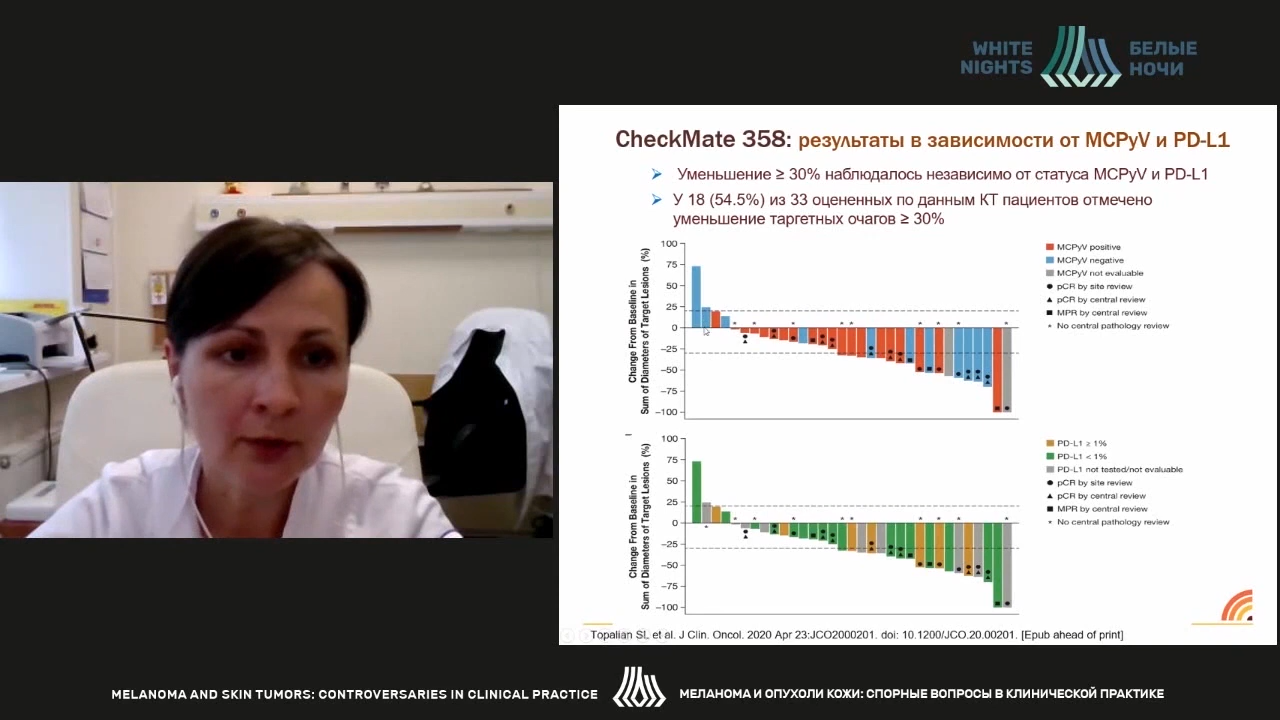 WHITE NIGHTS
БЕЛЫЕ НОЧИ
CheckMate 358: результаты в зависимости от MCPyV и PD-L1
Уменьшение ≥ 30% наблюдалось независимо от статуса MCPyV и PD-L1
У 18 (54.5%) из 33 оцененных по данным КТ пациентов отмечено
уменьшение таргетных очагов ≥ 30%
Change From Baseline in
Sum of Diameters of Target Lesions (%)
100
75
50
25
0
−25
−50
−75
−100
MCPyV positive
MCPyV negative
MCPyV not evaluable
pCR by site review
pCR by central review
MPR by central review
* No central pathology review
Change From Baseline in
Sum of Diameters of Target Lesions (%)
100
75
50
25
0
−25
−50
−75
−100
PD-L1 ≥ 1%
PD-L1 < 1%
PD-L1 not tested/not evaluable
pCR by site review
pCR by central review
MPR by central review
* No central pathology review
Topalian SL et al. J Clin. Oncol. 2020 Apr 23:JCO2000201. doi: 10.1200/JCO.20.00201. [Epub ahead of print]
MELANOMA AND SKIN TUMORS: CONTROVERSARIES IN CLINICAL PRACTICE
МЕЛАНОМА И ОПУХОЛИ КОЖИ: СПОРНЫЕ ВОПРОСЫ В КЛИНИЧЕСКОЙ ПРАКТИКЕ